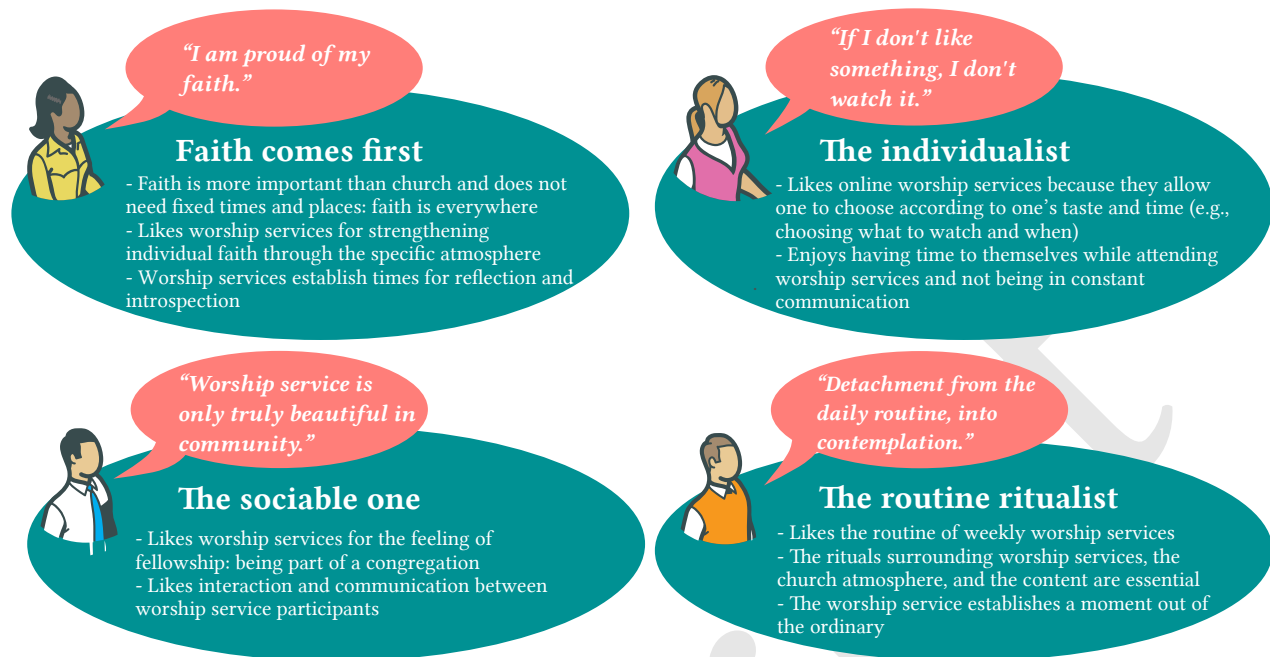 “I am proud of my
faith.”
Faith comes first
- Faith is more important than church and does not
need fixed times and places: faith is everywhere
- Likes worship services for strengthening
individual faith through the specific atmosphere
- Worship services establish times for reflection and
introspection
“If I don't like
something, I don't
watch it.”
The individualist
- Likes online worship services because they allow
one to choose according to one’s taste and time (e.g.,
choosing what to watch and when)
- Enjoys having time to themselves while attending
worship services and not being in constant
communication
“Worship service is
only truly beautiful in
community.”
The sociable one
- Likes worship services for the feeling of
fellowship: being part of a congregation
- Likes interaction and communication between
worship service participants
“Detachment from the
daily routine, into
contemplation.”
The routine ritualist
- Likes the routine of weekly worship services
- The rituals surrounding worship services, the
church atmosphere, and the content are essential
- The worship service establishes a moment out of
the ordinary